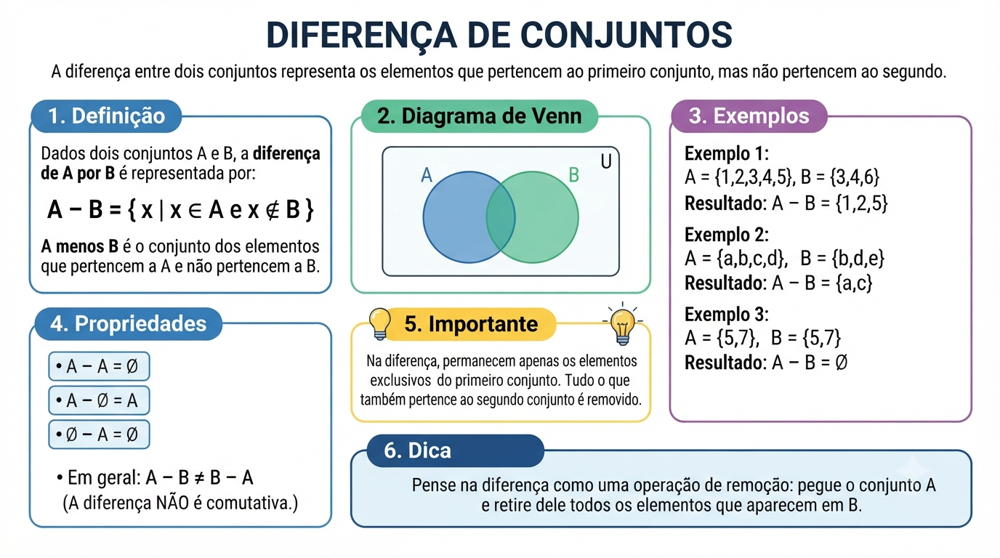 DIFERENÇA DE CONJUNTOS
A diferença entre dois conjuntos representa os elementos que pertencem ao primeiro conjunto, mas não pertencem ao segundo.
1. Definição
Dados dois conjuntos A e B, a diferença
de A por B é representada por:
A – B = { x | x ∈ A e x ∉ B }
A menos B é o conjunto dos elementos
que pertencem a A e não pertencem a B.
2. Diagrama de Venn
U
A
B
3. Exemplos
Exemplo 1:
A = {1,2,3,4,5}, B = {3,4,6}
Resultado: A – B = {1,2,5}
Exemplo 2:
A = {a,b,c,d}, B = {b,d,e}
Resultado: A – B = {a,c}
Exemplo 3:
A = {5,7}, B = {5,7}
Resultado: A – B = Ø
4. Propriedades
• A – A = Ø
• A – Ø = A
• Ø – A = Ø
• Em geral: A – B ≠ B – A
(A diferença NÃO é comutativa.)
5. Importante
Na diferença, permanecem apenas os elementos
exclusivos do primeiro conjunto. Tudo o que
também pertence ao segundo conjunto é removido.
6. Dica
Pense na diferença como uma operação de remoção: pegue o conjunto A
e retire dele todos os elementos que aparecem em B.